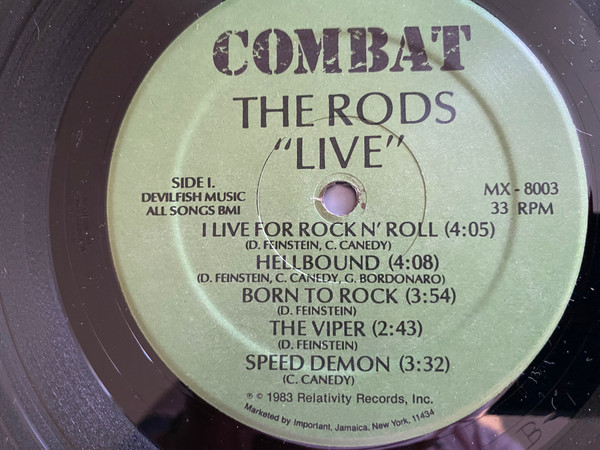 COMBAT
THE RODS
"LIVE"
SIDE I.
DEVILFISH MUSIC
ALL SONGS BMI
MX - 8003
33 RPM
I LIVE FOR ROCK N' ROLL (4:05)
(D. FEINSTEIN, C. CANEDY)
HELLBOUND (4:08)
(D. FEINSTEIN, C. CANEDY, G. BORDONARO)
BORN TO ROCK (3:54)
(D. FEINSTEIN)
THE VIPER (2:43)
(D. FEINSTEIN)
SPEED DEMON (3:32)
(C. CANEDY)
℗ © 1983 Relativity Records, Inc.
Marketed by Important, Jamaica, New York, 11434